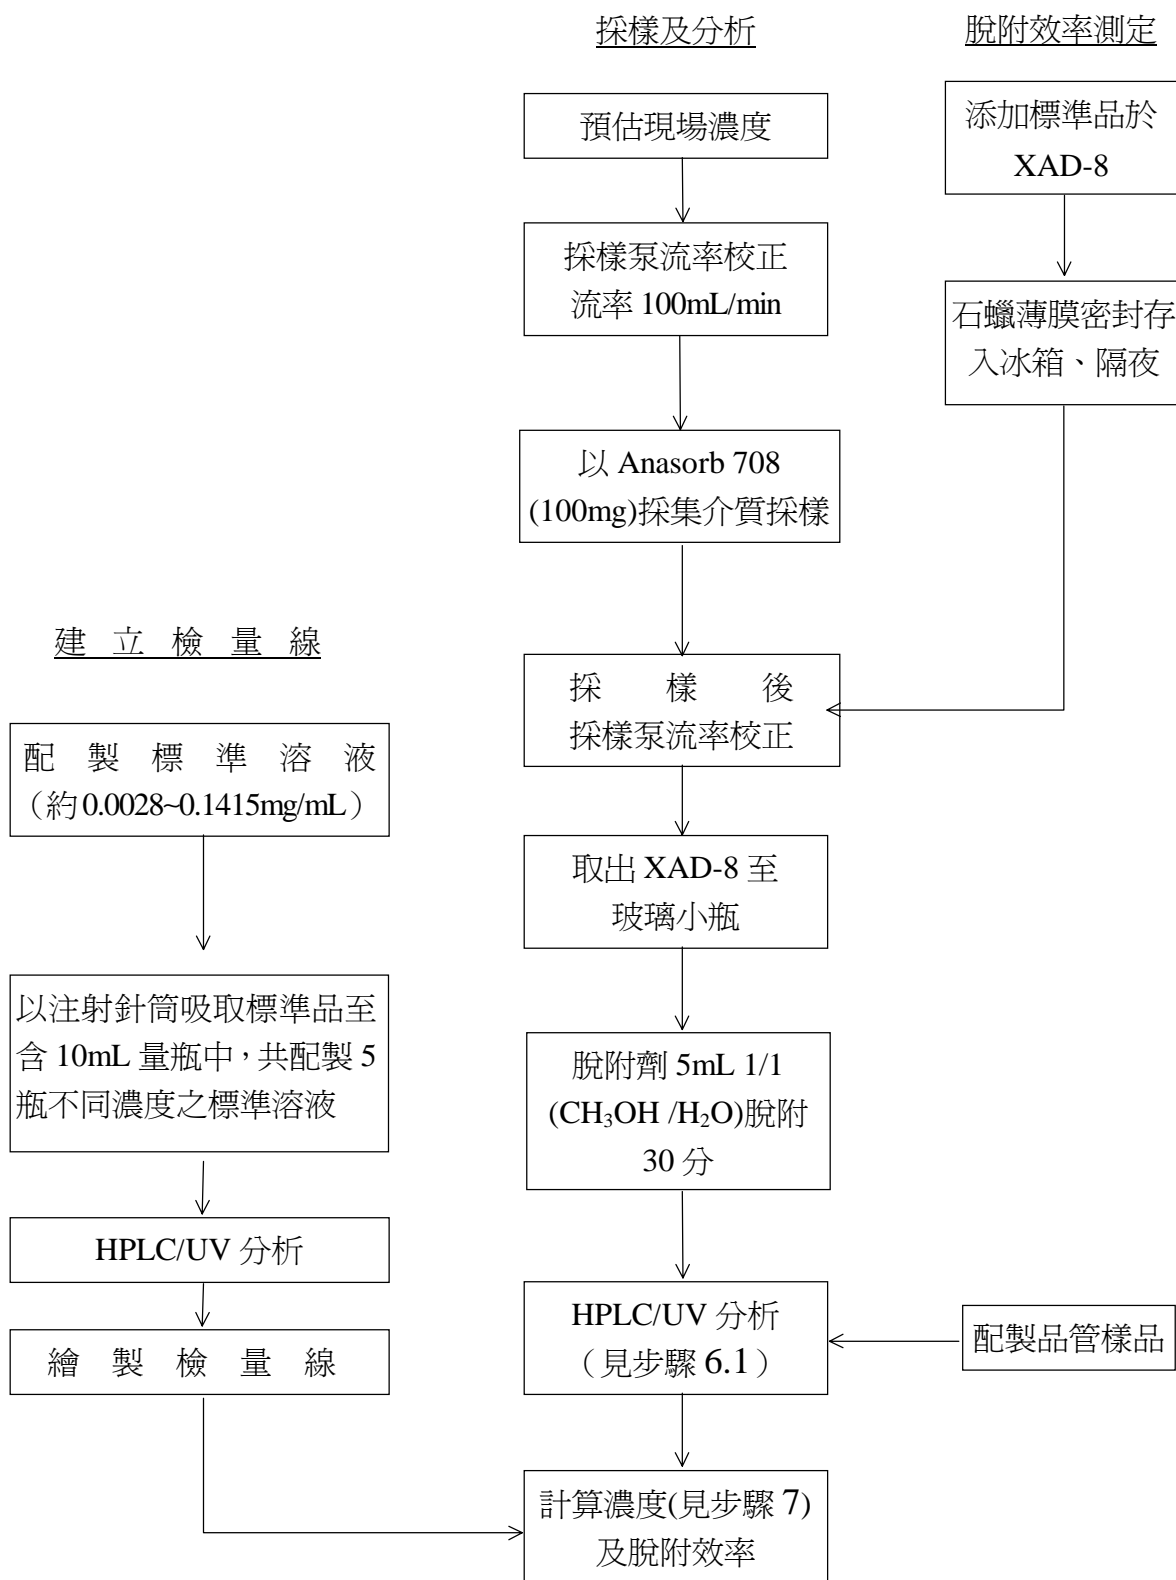 採樣及分析
預估現場濃度
採樣泵流率校正
流率 100mL/min
以 Anasorb 708
(100mg)採集介質採樣
採樣後
採樣泵流率校正
取出 XAD-8 至
玻璃小瓶
脫附劑 5mL 1/1
(CH₃OH /H₂O)脫附
30 分
HPLC/UV 分析
（見步驟 6.1）
計算濃度(見步驟 7)
及脫附效率
脫附效率測定
添加標準品於
XAD-8
石蠟薄膜密封存
入冰箱、隔夜
配製品管樣品
建立檢量線
配製標準溶液
（約 0.0028~0.1415mg/mL）
以注射針筒吸取標準品至
含 10mL 量瓶中，共配製 5
瓶不同濃度之標準溶液
HPLC/UV 分析
繪製檢量線